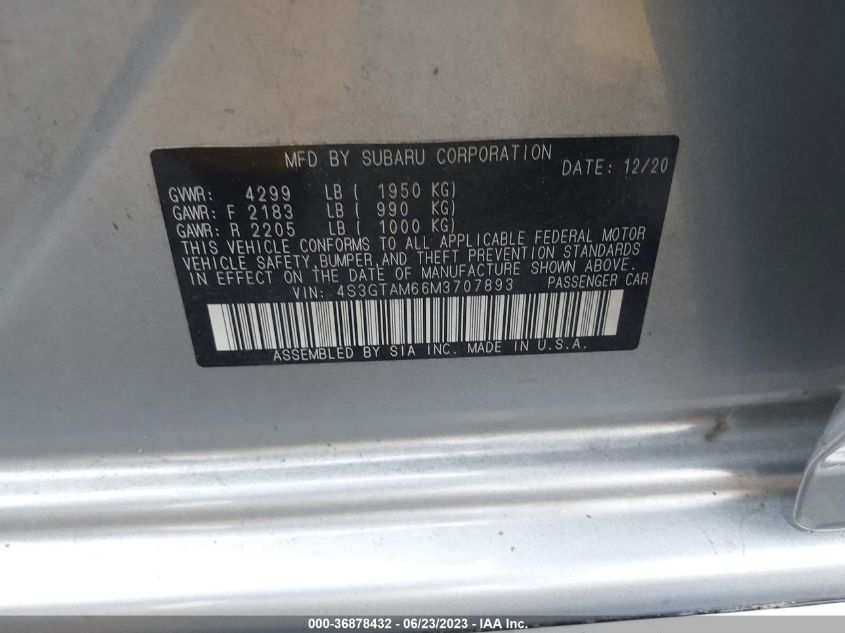 MFD BY SUBARU CORPORATION DATE: 12/20
GVWR: 4299 LB ( 1950 KG)
GAWR: F 2183 LB ( 990 KG)
GAWR: R 2205 LB ( 1000 KG)
THIS VEHICLE CONFORMS TO ALL APPLICABLE FEDERAL MOTOR
VEHICLE SAFETY, BUMPER, AND THEFT PREVENTION STANDARDS
IN EFFECT ON THE DATE OF MANUFACTURE SHOWN ABOVE.
VIN: 4S3GTAM66M3707893 PASSENGER CAR
ASSEMBLED BY SIA INC. MADE IN U.S.A.
000-36878432 - 06/23/2023 - IAA Inc.